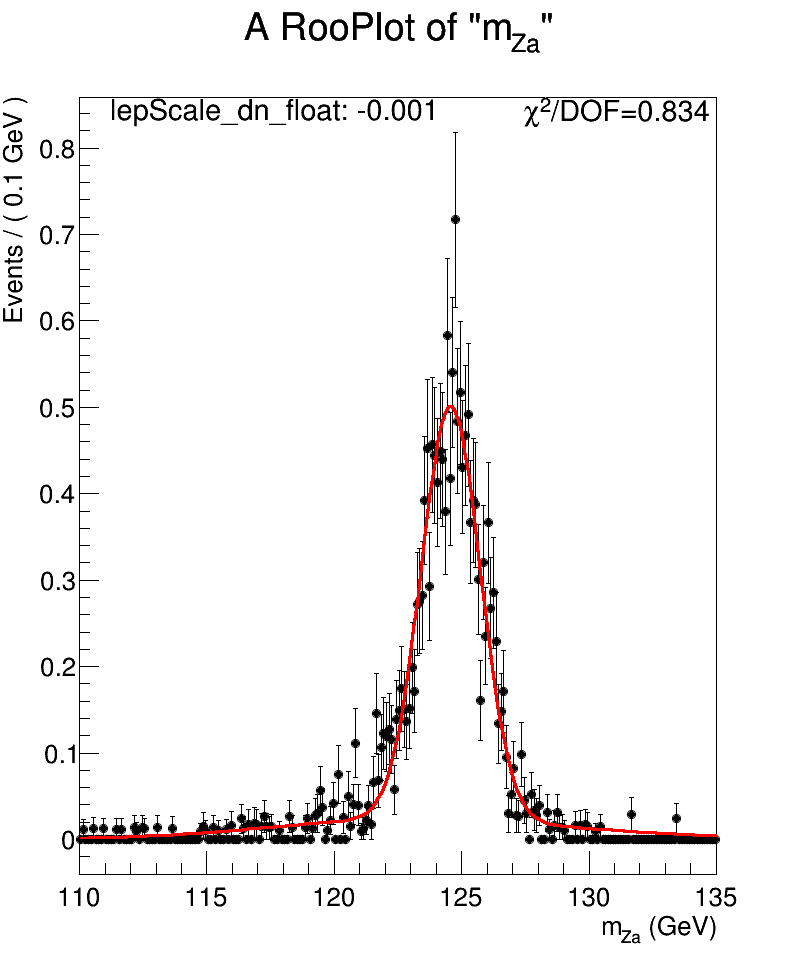 A RooPlot of "m_Za"
lepScale_dn_float: -0.001
χ²/DOF=0.834
Events / ( 0.1 GeV )
0.8
0.7
0.6
0.5
0.4
0.3
0.2
0.1
0
110 115 120 125 130 135
m_Za (GeV)